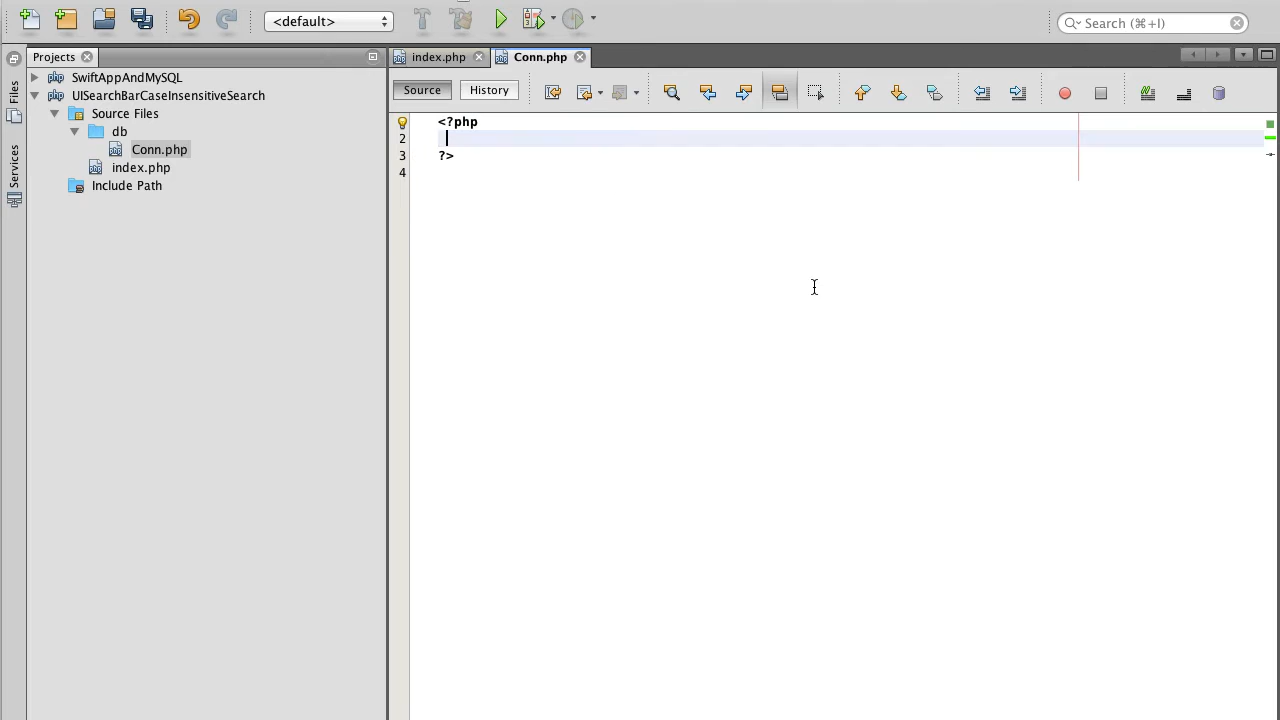 <default>
Search (⌘+I)
Projects
index.php
Conn.php
Files
Services
SwiftAppAndMySQL
UISearchBarCaseInsensitiveSearch
Source Files
db
Conn.php
index.php
Include Path
Source
History
1
<?php
2
3
?>
4